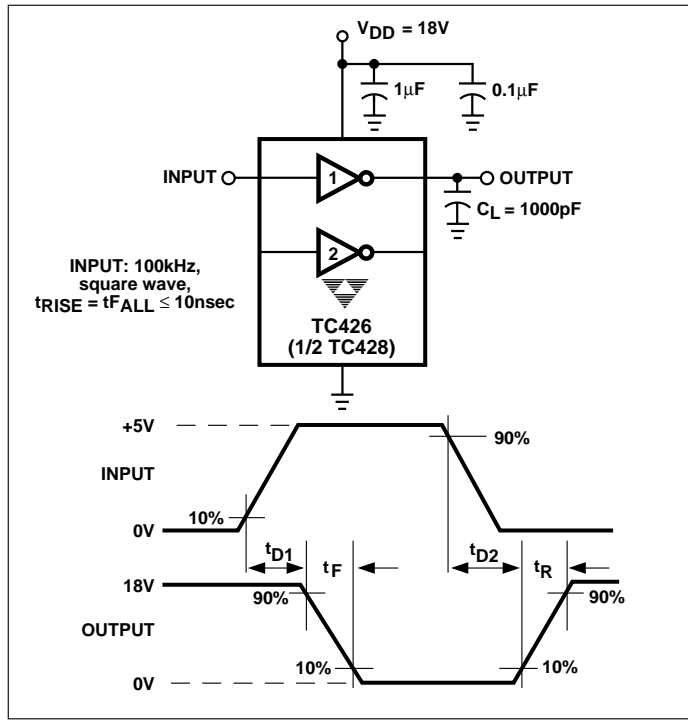 VDD = 18V
1µF
0.1µF
INPUT
1
OUTPUT
CL = 1000pF
2
INPUT: 100kHz,
square wave,
tRISE = tFALL ≤ 10nsec
TC426
(1/2 TC428)
+5V
90%
INPUT
10%
0V
tD1
tF
tD2
tR
18V
90%
90%
OUTPUT
10%
10%
0V